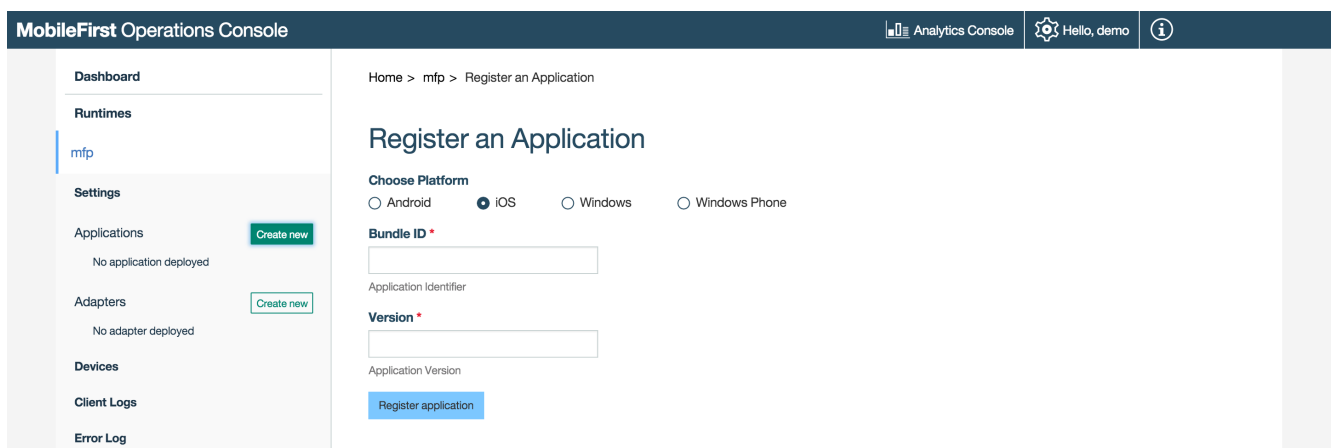 MobileFirst Operations Console
Analytics Console
Hello, demo
Dashboard
Runtimes
mfp
Settings
Applications Create new
No application deployed
Adapters Create new
No adapter deployed
Devices
Client Logs
Error Log
Home > mfp > Register an Application
Register an Application
Choose Platform
Android iOS Windows Windows Phone
Bundle ID *
Application Identifier
Version *
Application Version
Register application